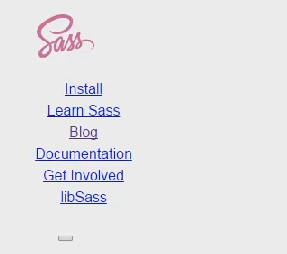 Sass
Install
Learn Sass
Blog
Documentation
Get Involved
libSass